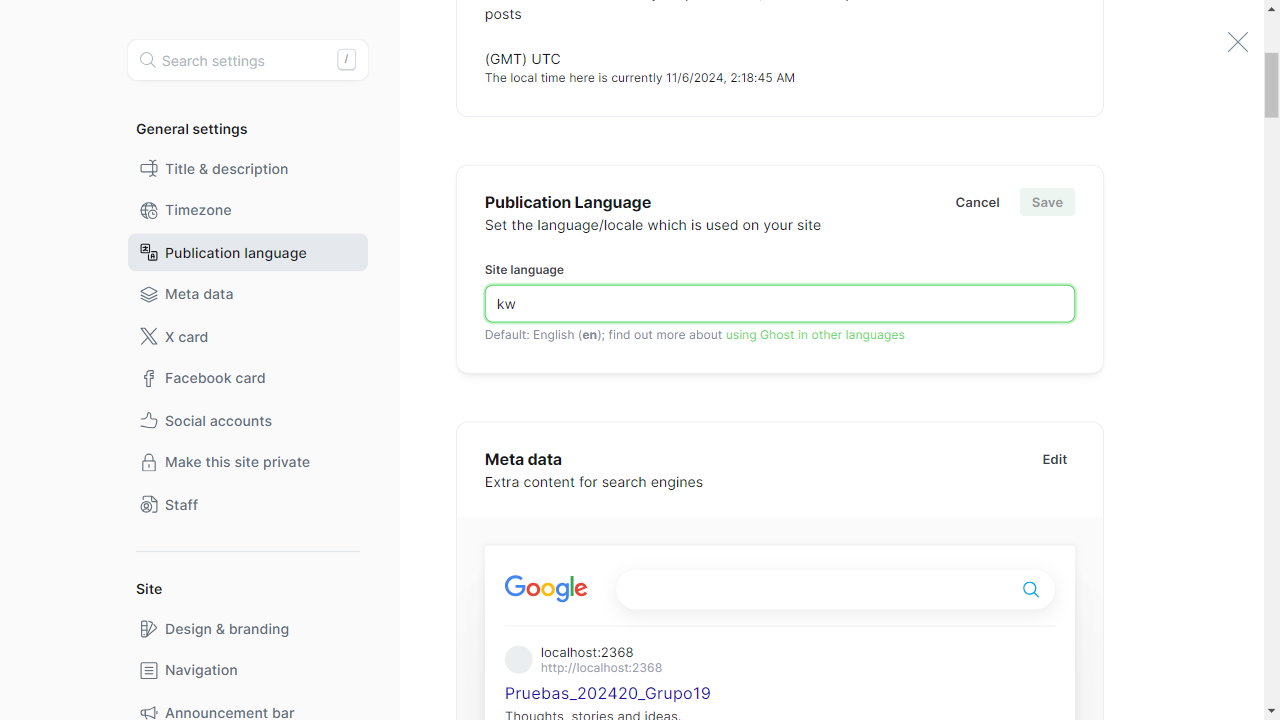 Search settings
/
General settings
Title & description
Timezone
Publication language
Meta data
X card
Facebook card
Social accounts
Make this site private
Staff
Site
Design & branding
Navigation
Announcement bar
posts
(GMT) UTC
The local time here is currently 11/6/2024, 2:18:45 AM
Publication Language
Cancel
Save
Set the language/locale which is used on your site
Site language
kw
Default: English (en); find out more about using Ghost in other languages
Meta data
Edit
Extra content for search engines
Google
localhost:2368
http://localhost:2368
Pruebas_202420_Grupo19
Thoughts, stories and ideas.